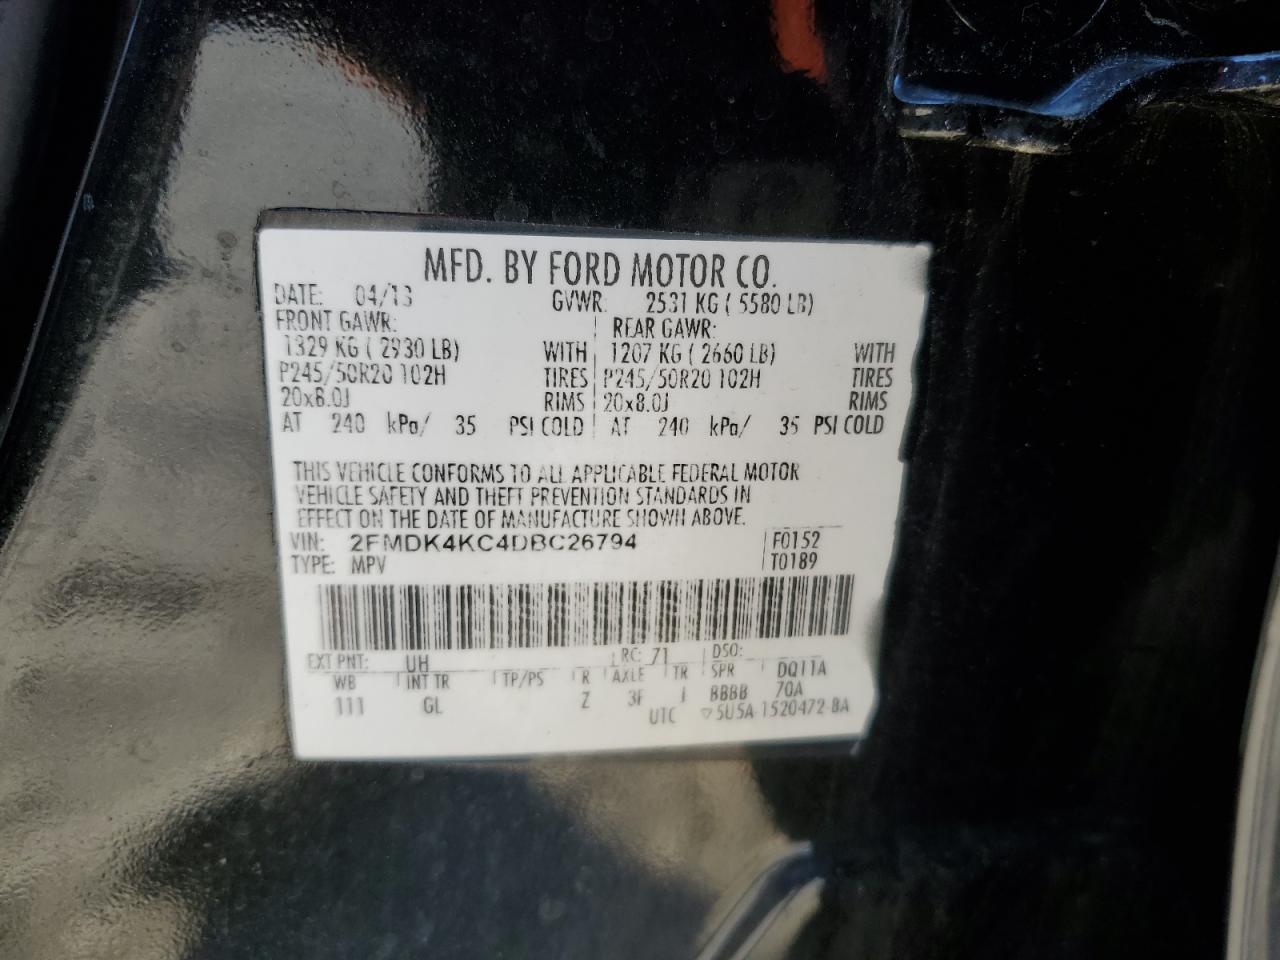 MFD. BY FORD MOTOR CO.
DATE: 04/13 GVWR: 2531 KG ( 5580 LB)
FRONT GAWR: REAR GAWR:
1329 KG ( 2930 LB) WITH 1207 KG ( 2660 LB) WITH
P245/50R20 102H TIRES P245/50R20 102H TIRES
20x8.0J RIMS 20x8.0J RIMS
AT 240 kPa/ 35 PSI COLD AT 240 kPa/ 35 PSI COLD
THIS VEHICLE CONFORMS TO ALL APPLICABLE FEDERAL MOTOR
VEHICLE SAFETY AND THEFT PREVENTION STANDARDS IN
EFFECT ON THE DATE OF MANUFACTURE SHOWN ABOVE.
VIN: 2FMDK4KC4DBC26794 F0152
TYPE: MPV T0189
EXT PNT: UH RC: 71 DSO:
WB INT TR TP/PS R AXLE TR SPR DQ11A
111 GL Z 3F J BBBB 70A
UTC ▽5U5A-1520472-BA